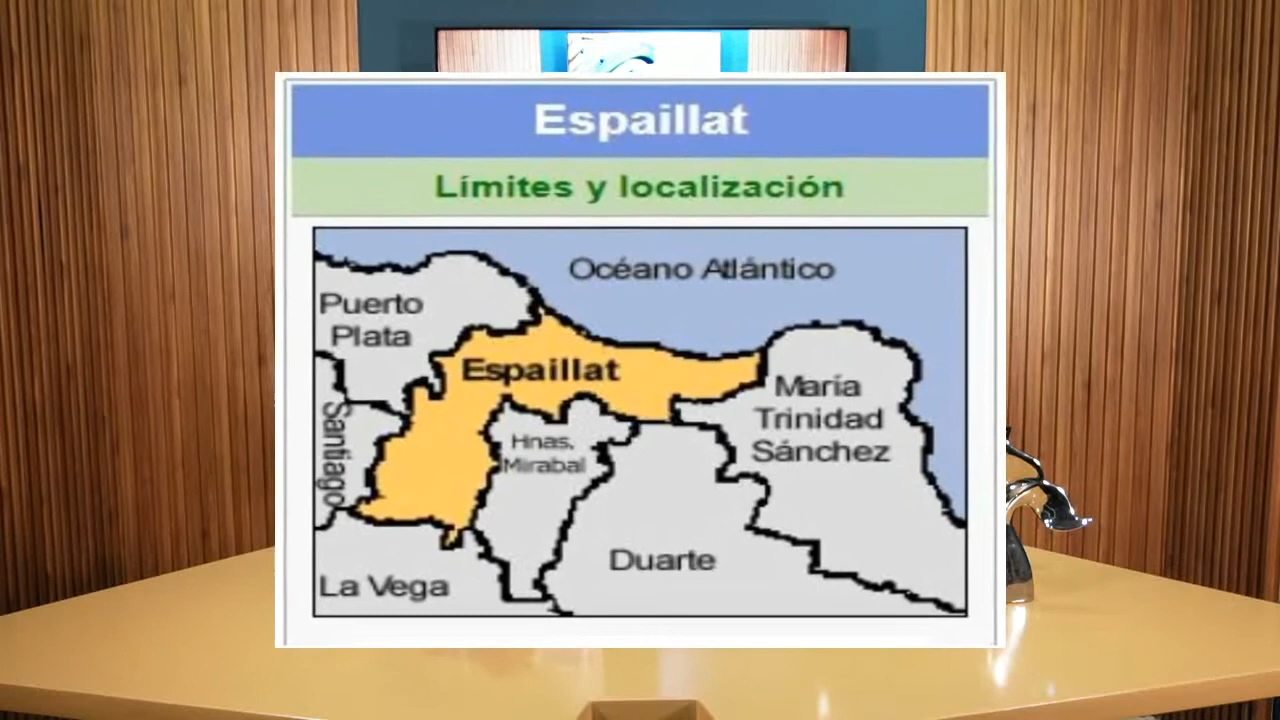 Espaillat
Límites y localización
Océano Atlántico
Puerto
Plata
Espaillat
María
Trinidad
Sánchez
Santiago
Hnas.
Mirabal
Duarte
La Vega